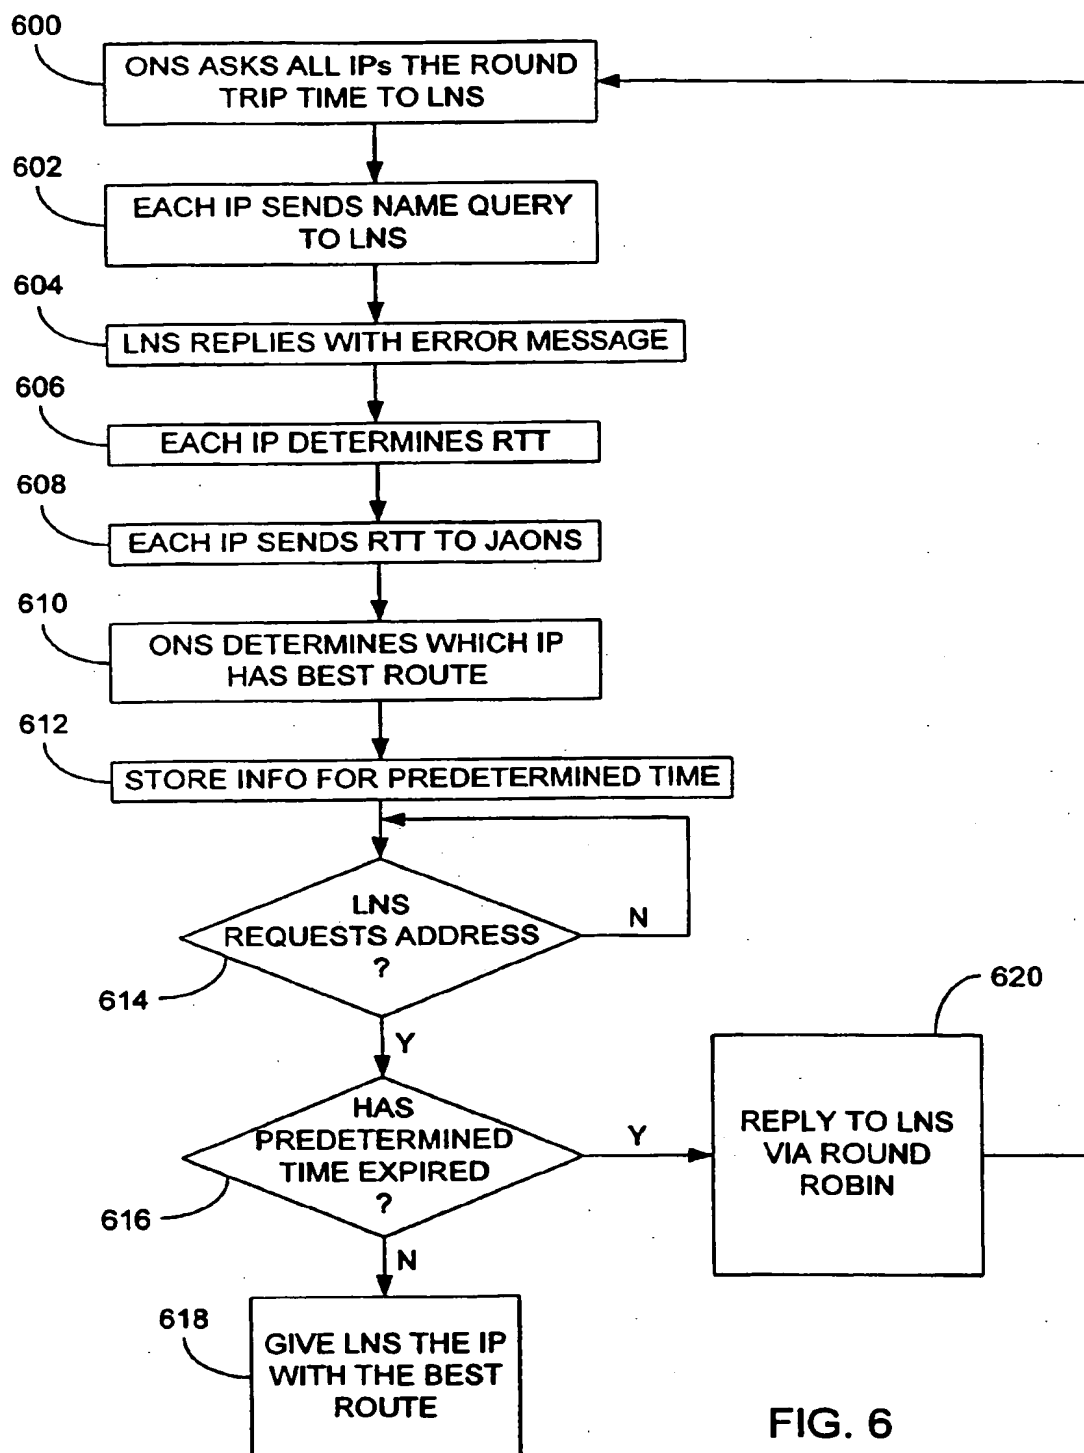 600
ONS ASKS ALL IPs THE ROUND
TRIP TIME TO LNS
602
EACH IP SENDS NAME QUERY
TO LNS
604
LNS REPLIES WITH ERROR MESSAGE
606
EACH IP DETERMINES RTT
608
EACH IP SENDS RTT TO JAONS
610
ONS DETERMINES WHICH IP
HAS BEST ROUTE
612
STORE INFO FOR PREDETERMINED TIME
LNS
REQUESTS ADDRESS
?
N
614
Y
620
HAS
PREDETERMINED
TIME EXPIRED
?
Y
616
N
REPLY TO LNS
VIA ROUND
ROBIN
618
GIVE LNS THE IP
WITH THE BEST
ROUTE
FIG. 6